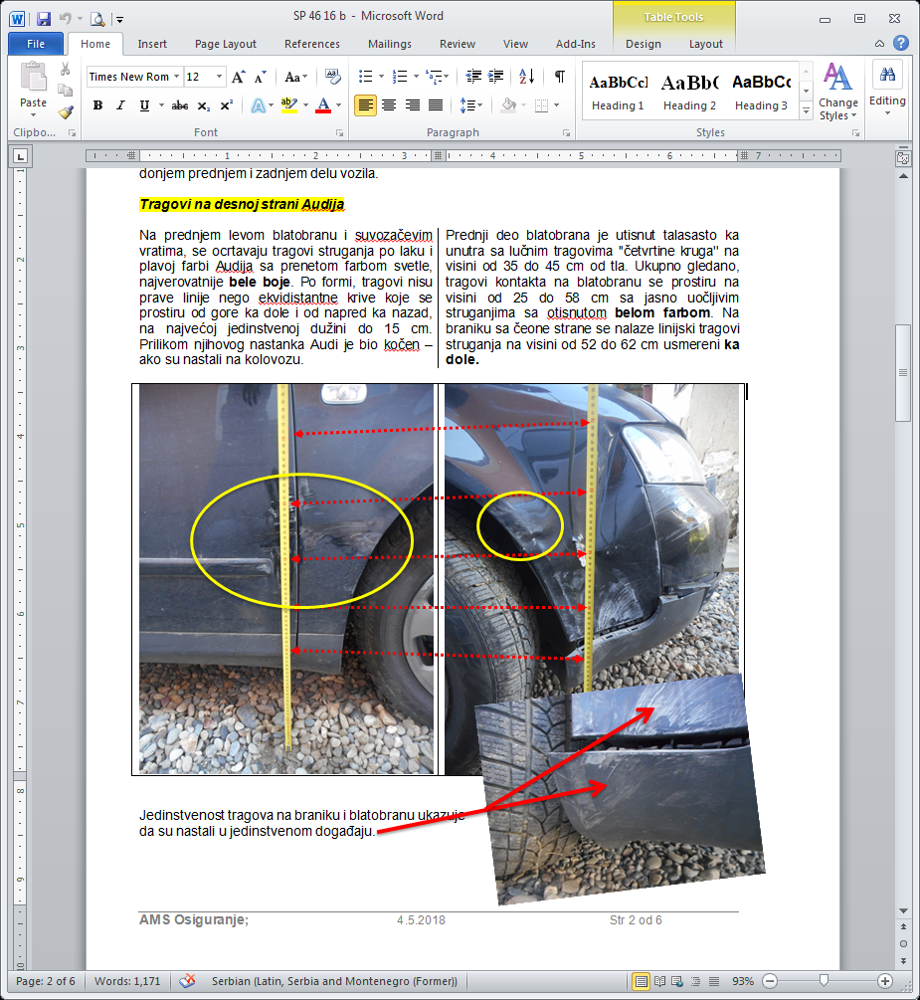 SP 46 16 b - Microsoft Word
Table Tools
File Home Insert Page Layout References Mailings Review View Add-Ins Design Layout
Times New Rom 12
Paste
AaBbCcI AaBb( AaBbCc
Heading 1 Heading 2 Heading 3
Change
Styles
Editing
Clipbo... Font Paragraph Styles
1 2 3 4 5 6 7
donjem prednjem i zadnjem delu vozila.
Tragovi na desnoj strani Audija
Na prednjem levom blatobranu i suvozačevim
vratima, se ocrtavaju tragovi struganja po laku i
plavoj farbi Audija sa prenetom farbom svetle,
najverovatnije bele boje. Po formi, tragovi nisu
prave linije nego ekvidistantne krive koje se
prostiru od gore ka dole i od napred ka nazad,
na najvećoj jedinstvenoj dužini do 15 cm.
Prilikom njihovog nastanka Audi je bio kočen –
ako su nastali na kolovozu.
Prednji deo blatobrana je utisnut talasasto ka
unutra sa lučnim tragovima "četvrtine kruga" na
visini od 35 do 45 cm od tla. Ukupno gledano,
tragovi kontakta na blatobranu se prostiru na
visini od 25 do 58 cm sa jasno uočljivim
struganjima sa otisnutom belom farbom. Na
braniku sa čeone strane se nalaze linijski tragovi
struganja na visini od 52 do 62 cm usmereni ka
dole.
Jedinstvenost tragova na braniku i blatobranu ukazuje
da su nastali u jedinstvenom događaju.
AMS Osiguranje; 4.5.2018 Str 2 od 6
Page: 2 of 6 Words: 1,171 Serbian (Latin, Serbia and Montenegro (Former)) 93%